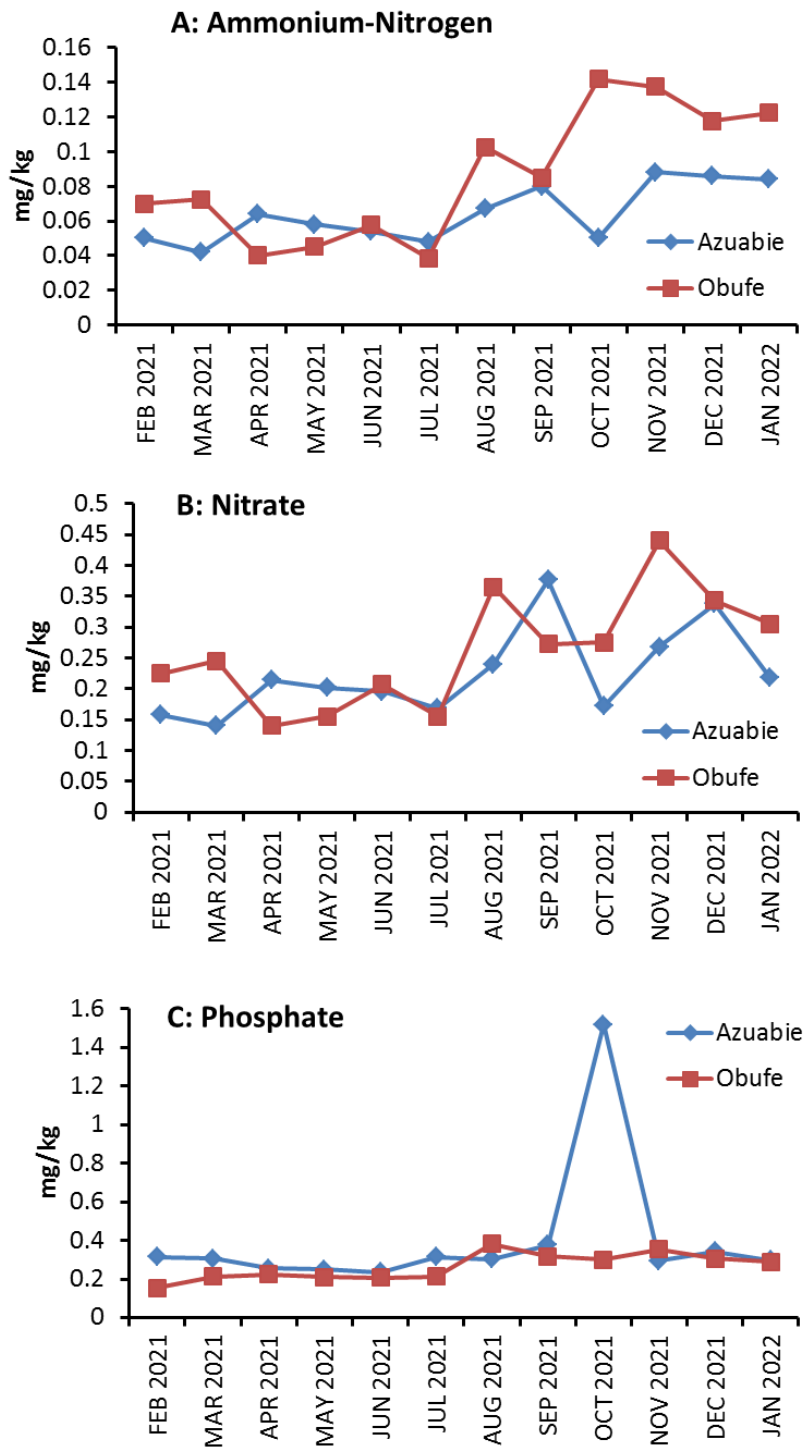 A: Ammonium-Nitrogen
0.16
0.14
0.12
0.1
0.08
0.06
0.04
0.02
0
mg/kg
Azuabie
Obufe
FEB 2021
MAR 2021
APR 2021
MAY 2021
JUN 2021
JUL 2021
AUG 2021
SEP 2021
OCT 2021
NOV 2021
DEC 2021
JAN 2022
B: Nitrate
0.5
0.45
0.4
0.35
0.3
0.25
0.2
0.15
0.1
0.05
0
mg/kg
Azuabie
Obufe
FEB 2021
MAR 2021
APR 2021
MAY 2021
JUN 2021
JUL 2021
AUG 2021
SEP 2021
OCT 2021
NOV 2021
DEC 2021
JAN 2022
C: Phosphate
1.6
1.4
1.2
1
0.8
0.6
0.4
0.2
0
mg/kg
Azuabie
Obufe
FEB 2021
MAR 2021
APR 2021
MAY 2021
JUN 2021
JUL 2021
AUG 2021
SEP 2021
OCT 2021
NOV 2021
DEC 2021
JAN 2022